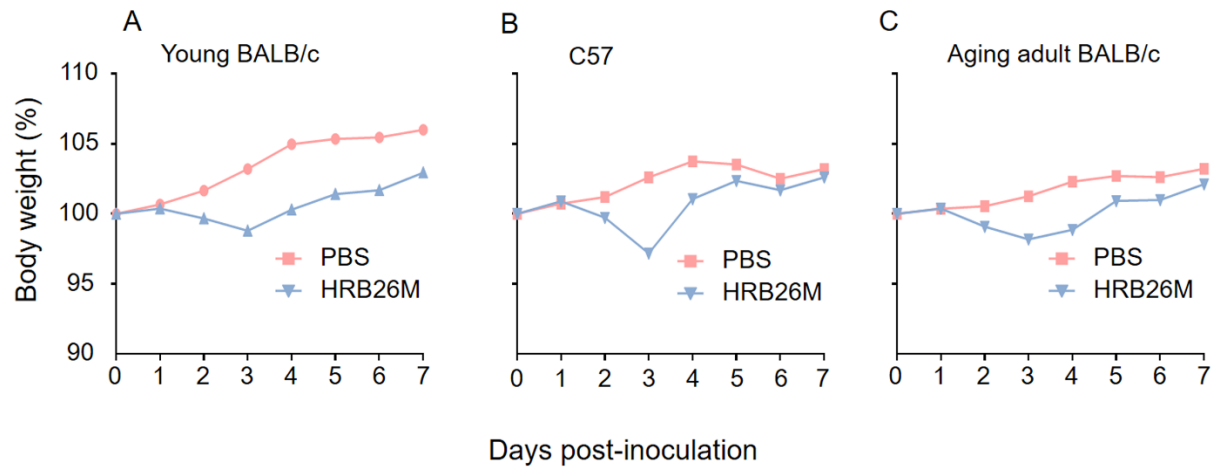 A
Young BALB/c
B
C57
C
Aging adult BALB/c
Body weight (%)
110
105
100
95
90
PBS
HRB26M
0 1 2 3 4 5 6 7
PBS
HRB26M
0 1 2 3 4 5 6 7
PBS
HRB26M
0 1 2 3 4 5 6 7
Days post-inoculation